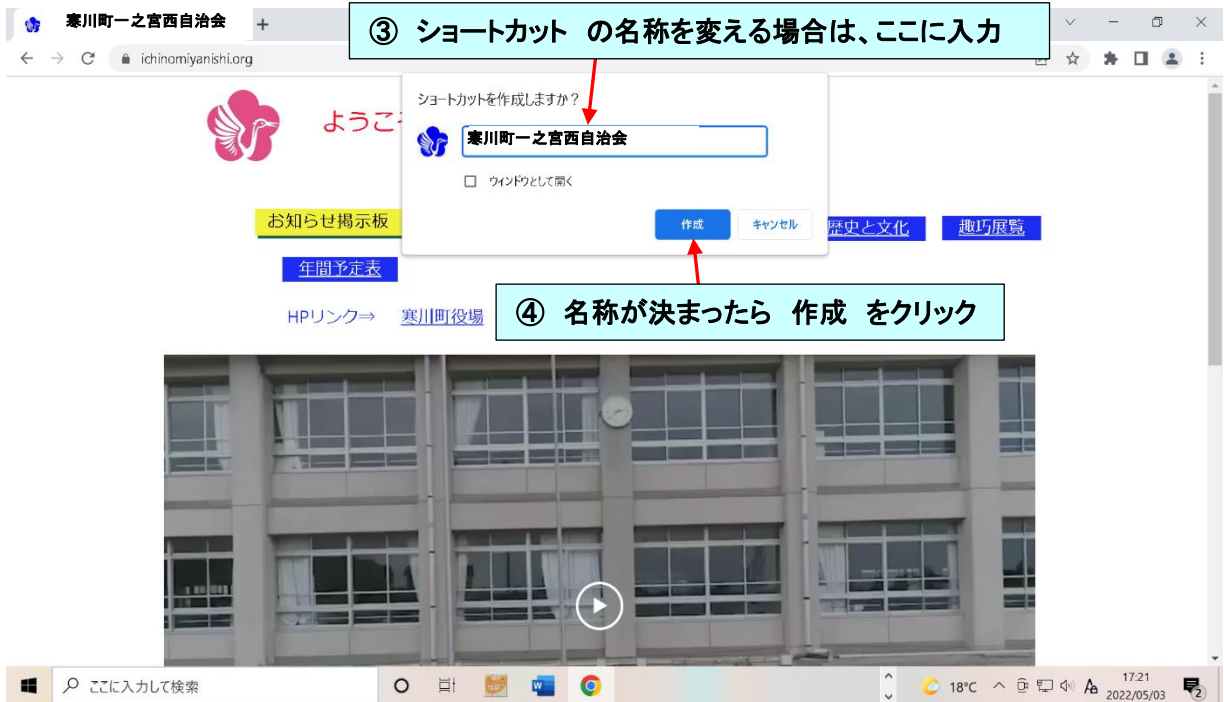 寒川町一之宮西自治会
③ ショートカット の名称を変える場合は、ここに入力
ichinomiyanishi.org
ショートカットを作成しますか？
ようこ
寒川町一之宮西自治会
ウィンドウとして開く
お知らせ掲示板
作成
キャンセル
歴史と文化
趣巧展覧
年間予定表
④ 名称が決まったら 作成 をクリック
HPリンク⇒ 寒川町役場
ここに入力して検索
18°C
17:21
2022/05/03
2